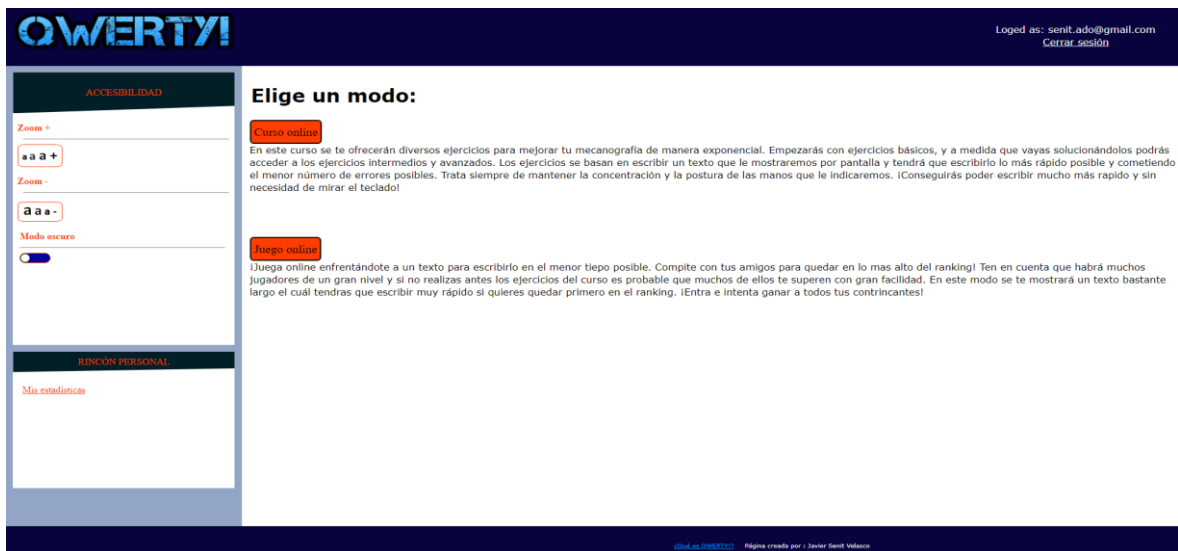 QWERTY!
Loged as: senit.ado@gmail.com
Cerrar sesión
ACCESIBILIDAD
Zoom +
a a a +
Zoom -
a a a -
Modo oscuro
RINCÓN PERSONAL
Mis estadísticas
Elige un modo:
Curso online
En este curso se te ofrecerán diversos ejercicios para mejorar tu mecanografía de manera exponencial. Empezarás con ejercicios básicos, y a medida que vayas solucionándolos podrás
acceder a los ejercicios intermedios y avanzados. Los ejercicios se basan en escribir un texto que le mostraremos por pantalla y tendrá que escribirlo lo más rápido posible y cometiendo
el menor número de errores posibles. Trata siempre de mantener la concentración y la postura de las manos que le indicaremos. ¡Conseguirás poder escribir mucho más rapido y sin
necesidad de mirar el teclado!
Juego online
¡Juega online enfrentándote a un texto para escribirlo en el menor tiepo posible. Compite con tus amigos para quedar en lo mas alto del ranking! Ten en cuenta que habrá muchos
jugadores de un gran nivel y si no realizas antes los ejercicios del curso es probable que muchos de ellos te superen con gran facilidad. En este modo se te mostrará un texto bastante
largo el cuál tendras que escribir muy rápido si quieres quedar primero en el ranking. ¡Entra e intenta ganar a todos tus contrincantes!
¿Qué es QWERTY!?
Página creada por : Javier Senit Velasco